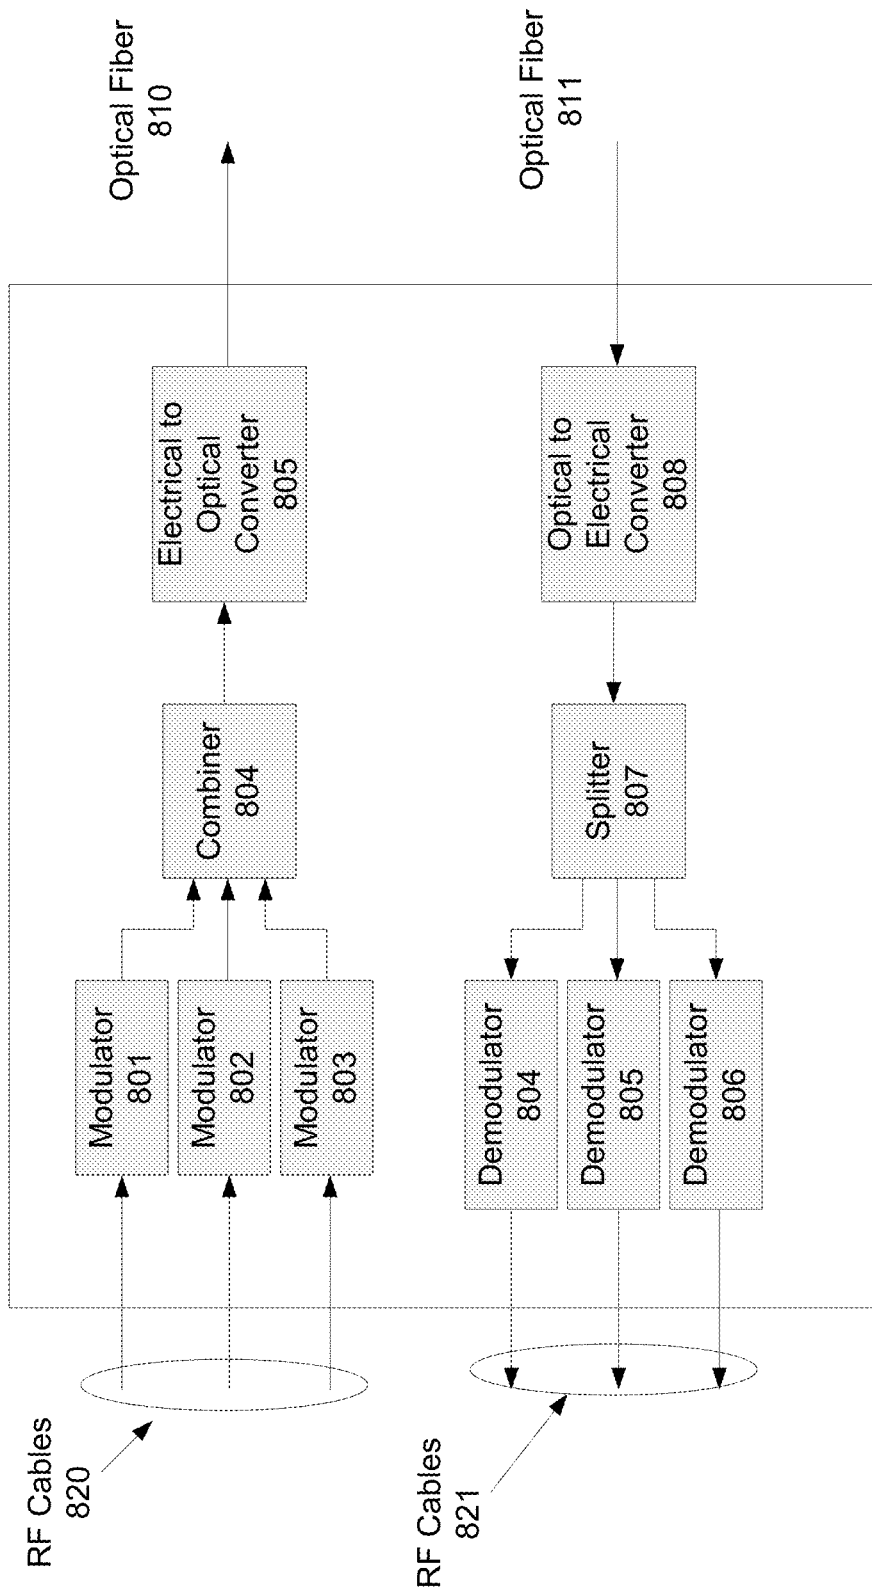 RF Cables
820
Modulator
801
Modulator
802
Modulator
803
Combiner
804
Electrical to
Optical
Converter
805
Optical Fiber
810
RF Cables
821
Demodulator
804
Demodulator
805
Demodulator
806
Splitter
807
Optical to
Electrical
Converter
808
Optical Fiber
811